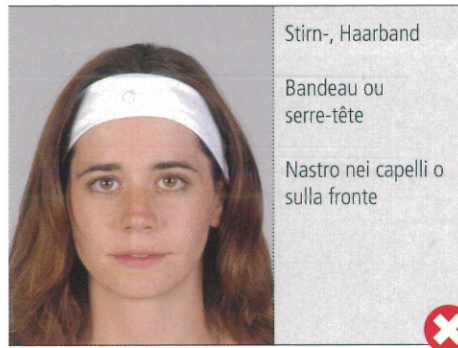 Stirn-, Haarband
Bandeau ou
serre-tête
Nastro nei capelli o
sulla fronte